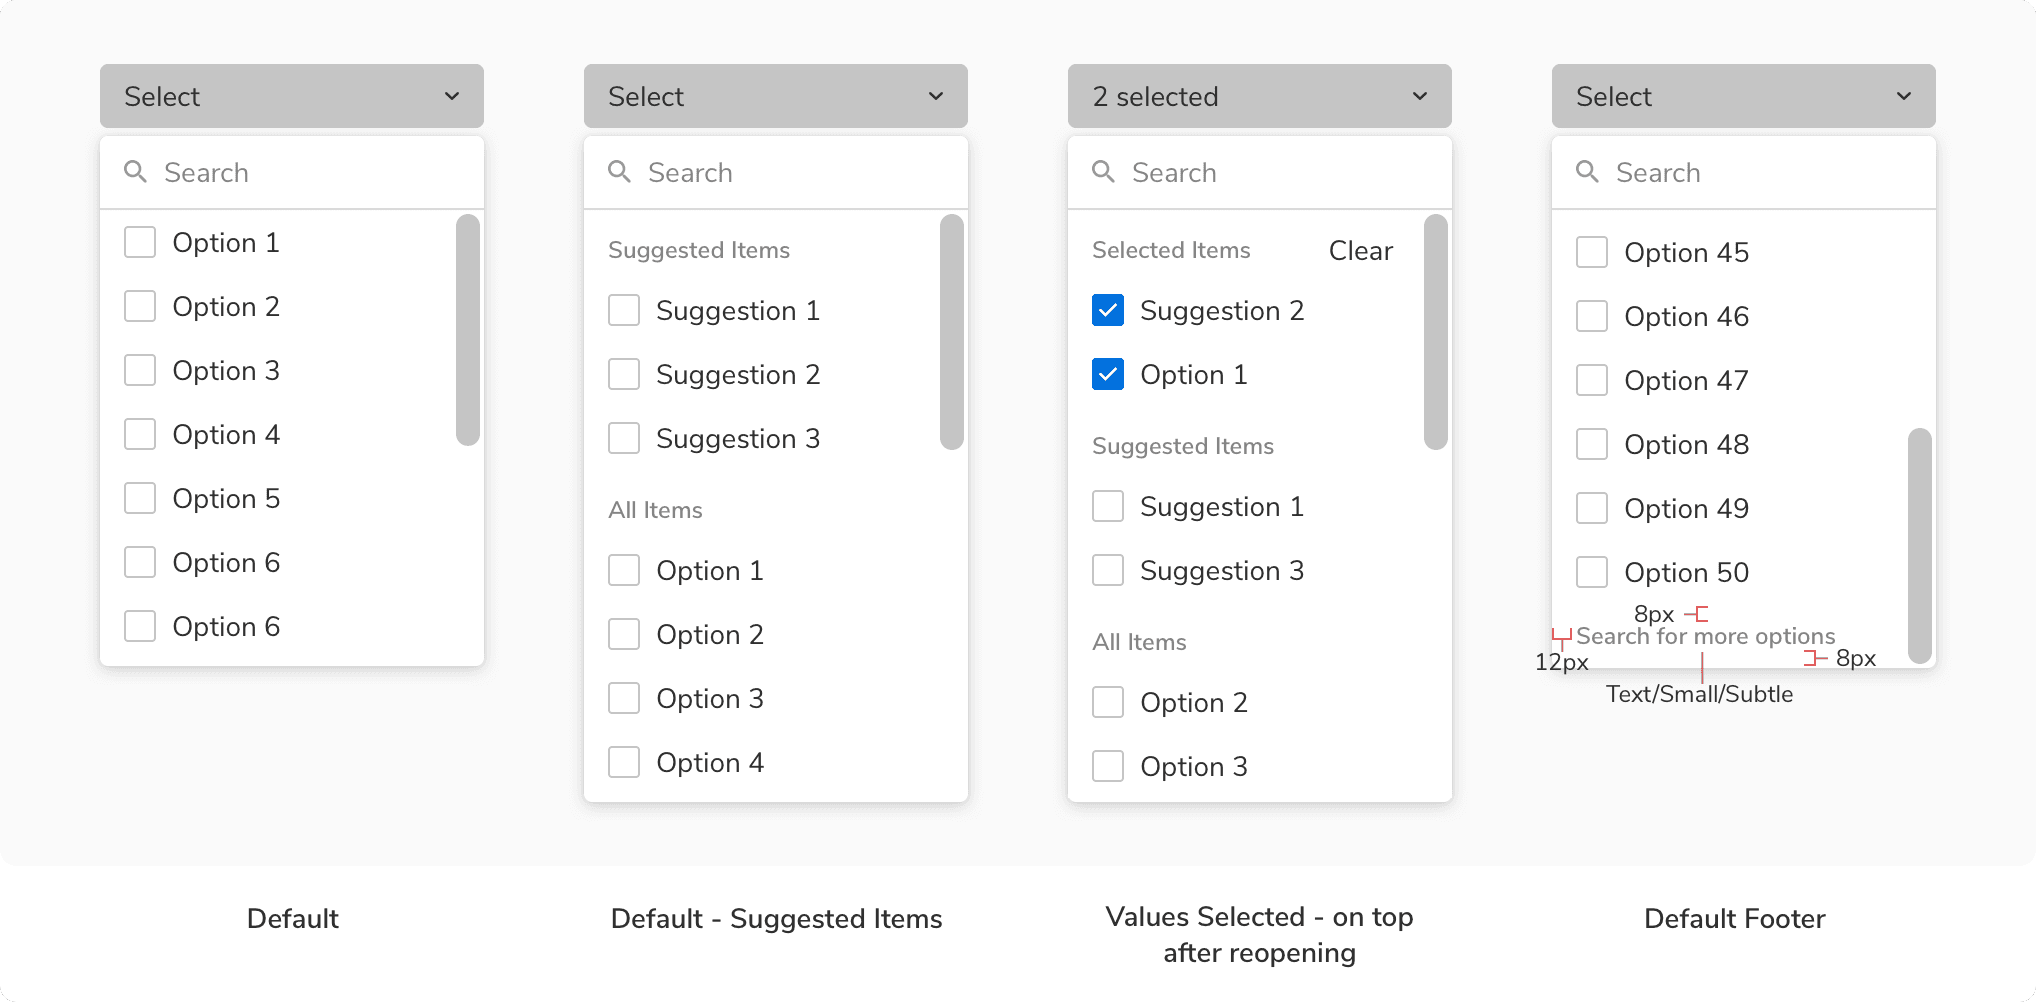 Select
Search
Option 1
Option 2
Option 3
Option 4
Option 5
Option 6
Option 6
Default
Select
Search
Suggested Items
Suggestion 1
Suggestion 2
Suggestion 3
All Items
Option 1
Option 2
Option 3
Option 4
Default - Suggested Items
2 selected
Search
Selected Items Clear
Suggestion 2
Option 1
Suggested Items
Suggestion 1
Suggestion 3
All Items
Option 2
Option 3
Values Selected - on top
after reopening
Select
Search
Option 45
Option 46
Option 47
Option 48
Option 49
Option 50
8px
Search for more options
12px
8px
Text/Small/Subtle
Default Footer